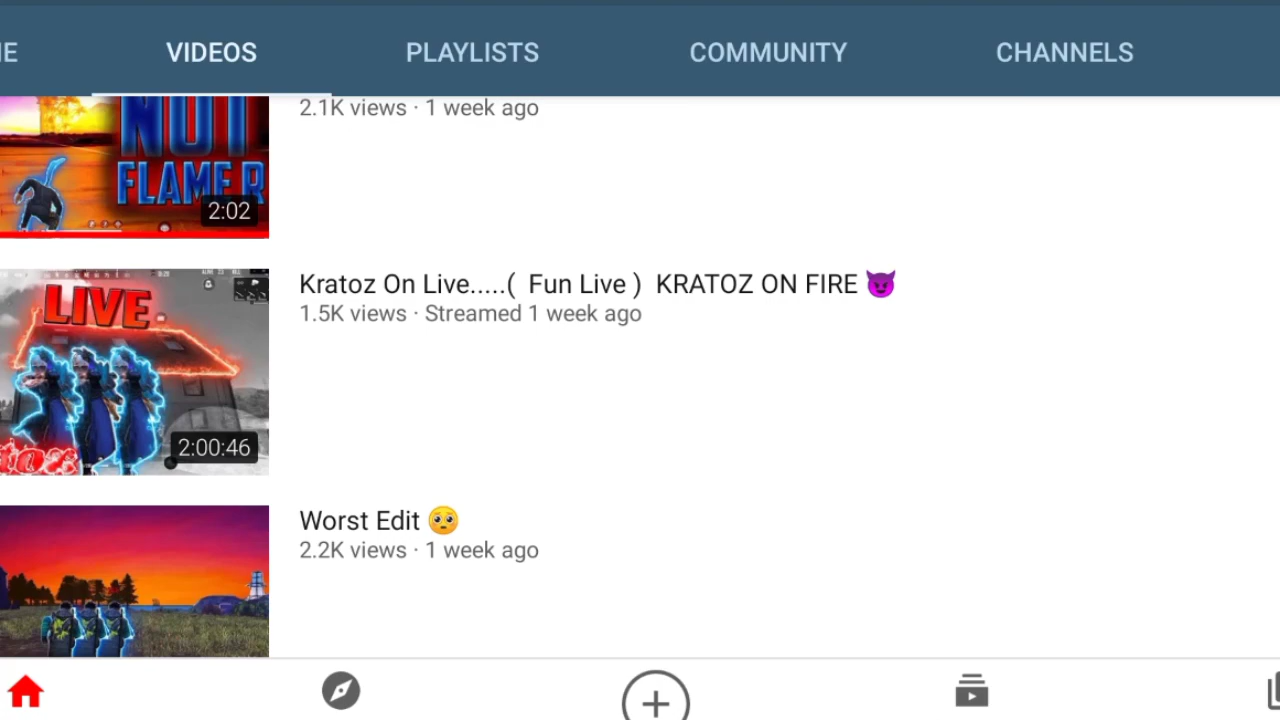 VIDEOS PLAYLISTS COMMUNITY CHANNELS
2.1K views · 1 week ago
NOT
FLAMER
2:02
Kratoz On Live.....( Fun Live ) KRATOZ ON FIRE 😈
1.5K views · Streamed 1 week ago
LIVE
2:00:46
Worst Edit 🥺
2.2K views · 1 week ago